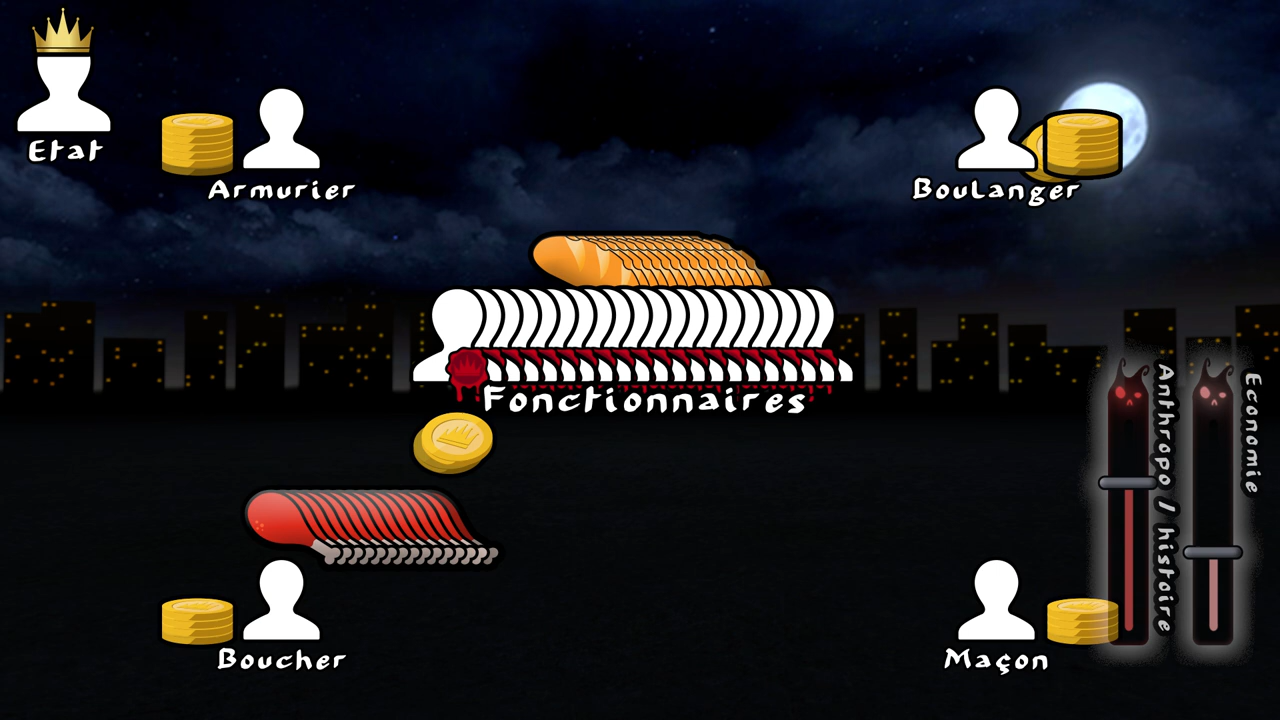 Etat
Armurier
Boulanger
Fonctionnaires
Anthropo / histoire
Economie
Boucher
Maçon